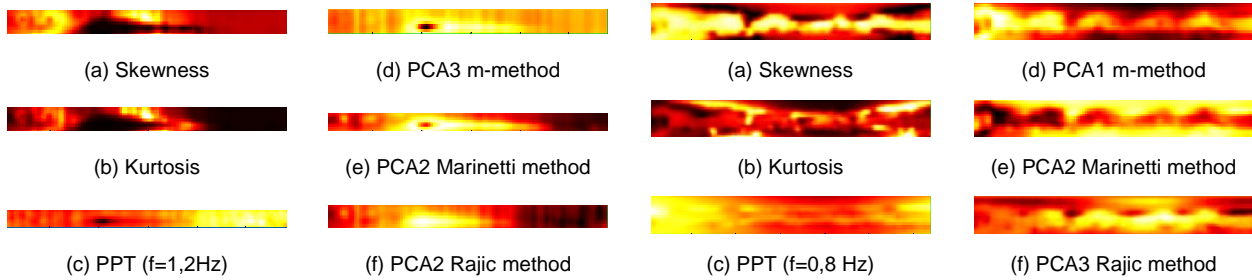 (a) Skewness
(d) PCA3 m-method
(a) Skewness
(d) PCA1 m-method
(b) Kurtosis
(e) PCA2 Marinetti method
(b) Kurtosis
(e) PCA2 Marinetti method
(c) PPT (f=1,2Hz)
(f) PCA2 Rajic method
(c) PPT (f=0,8 Hz)
(f) PCA3 Rajic method